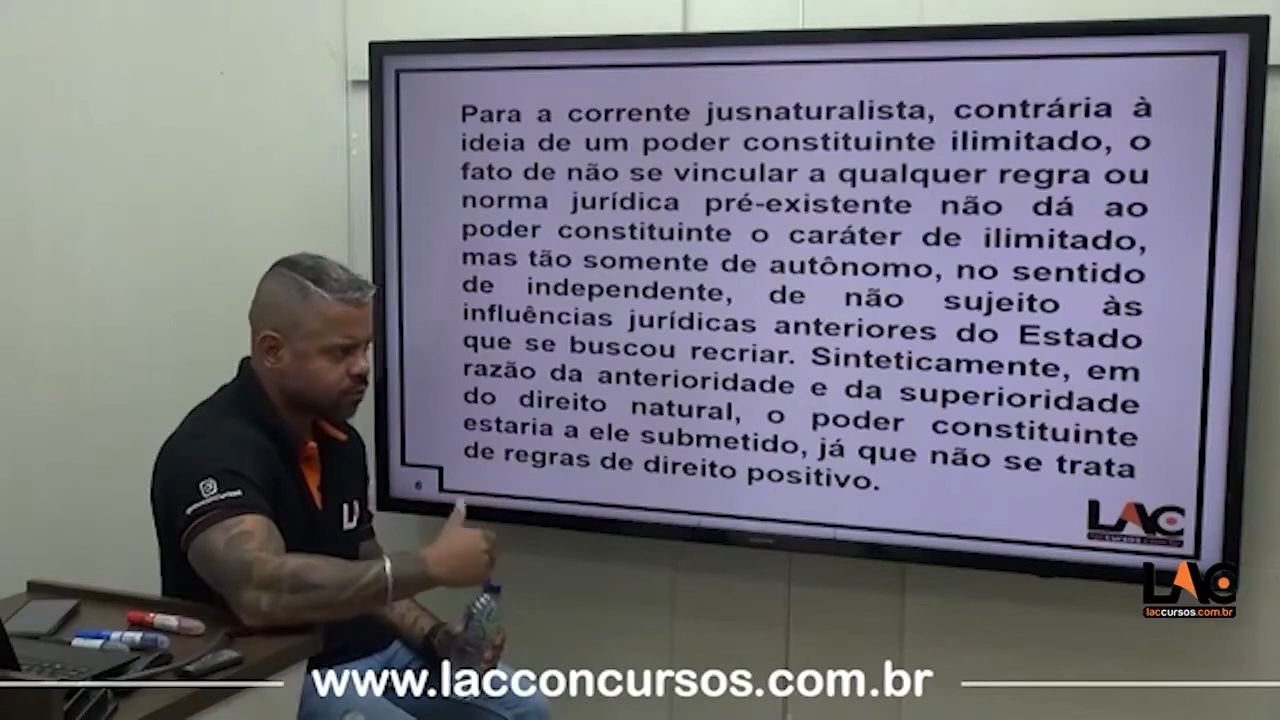 Para a corrente jusnaturalista, contrária à
ideia de um poder constituinte ilimitado, o
fato de não se vincular a qualquer regra ou
norma jurídica pré-existente não dá ao
poder constituinte o caráter de ilimitado,
mas tão somente de autônomo, no sentido
de independente, de não sujeito às
influências jurídicas anteriores do Estado
que se buscou recriar. Sinteticamente, em
razão da anterioridade e da superioridade
do direito natural, o poder constituinte
estaria a ele submetido, já que não se trata
de regras de direito positivo.
6
LAC
laccursos.com.br
LAC
laccursos.com.br
www.lacconcursos.com.br